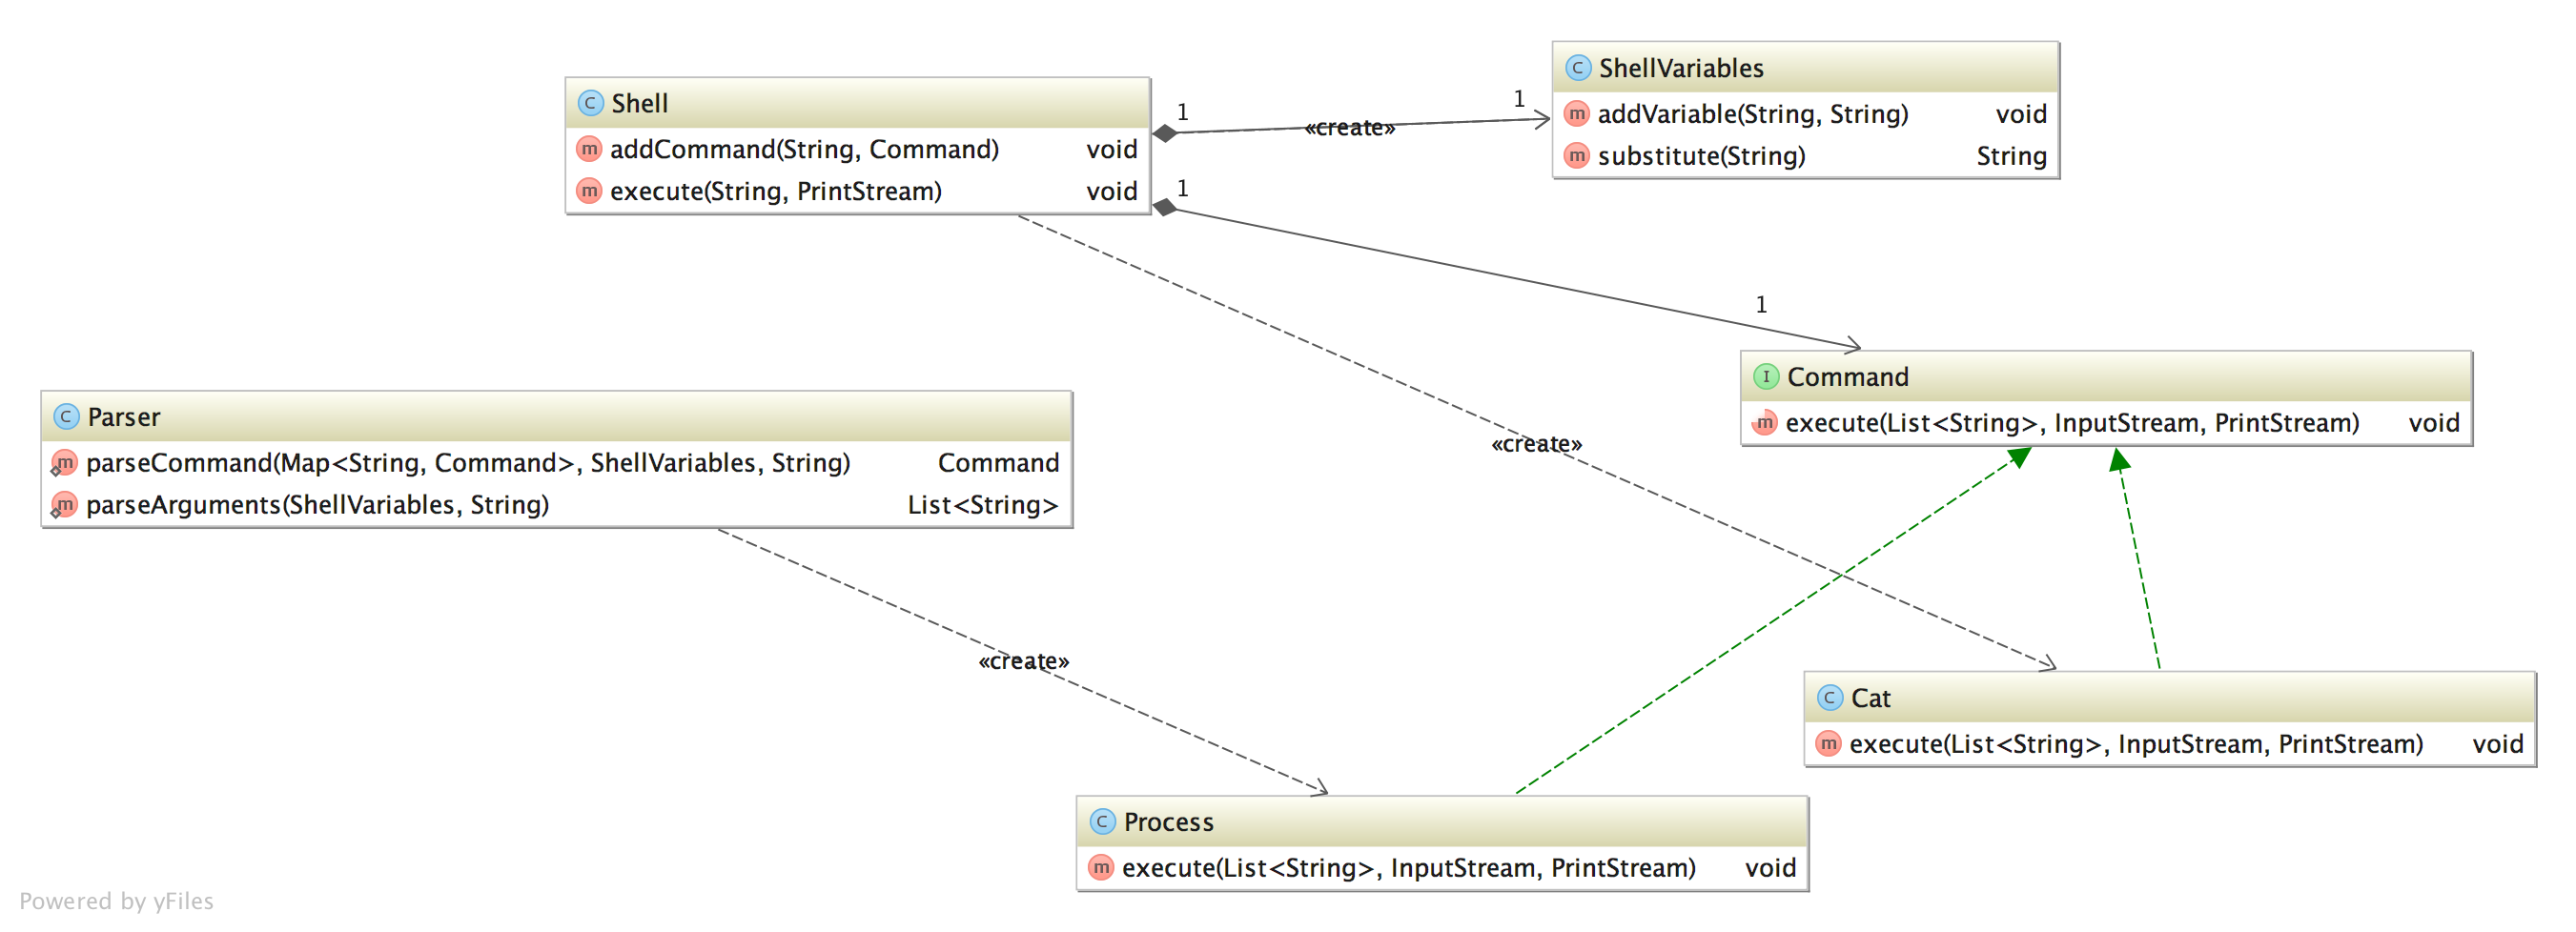 C Shell
m addCommand(String, Command) void
m execute(String, PrintStream) void
1
«create»
1
C ShellVariables
m addVariable(String, String) void
m substitute(String) String
1
1
I Command
m execute(List<String>, InputStream, PrintStream) void
«create»
C Parser
m parseCommand(Map<String, Command>, ShellVariables, String) Command
m parseArguments(ShellVariables, String) List<String>
«create»
C Cat
m execute(List<String>, InputStream, PrintStream) void
C Process
m execute(List<String>, InputStream, PrintStream) void
Powered by yFiles